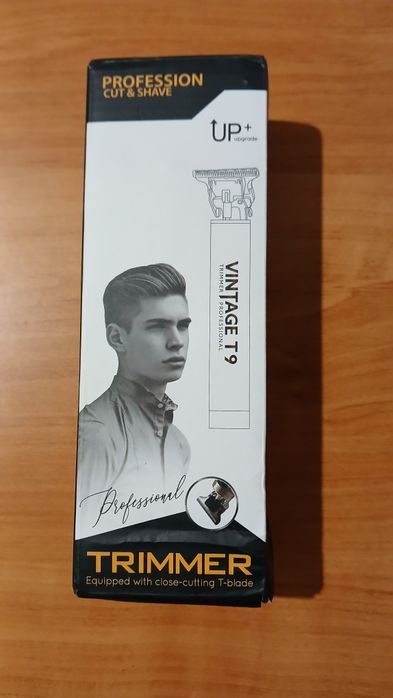 PROFESSION
CUT & SHAVE
UP+
upgrade
VINTAGE T9
TRIMMER PROFESSIONAL
Professional
TRIMMER
Equipped with close-cutting T-blade